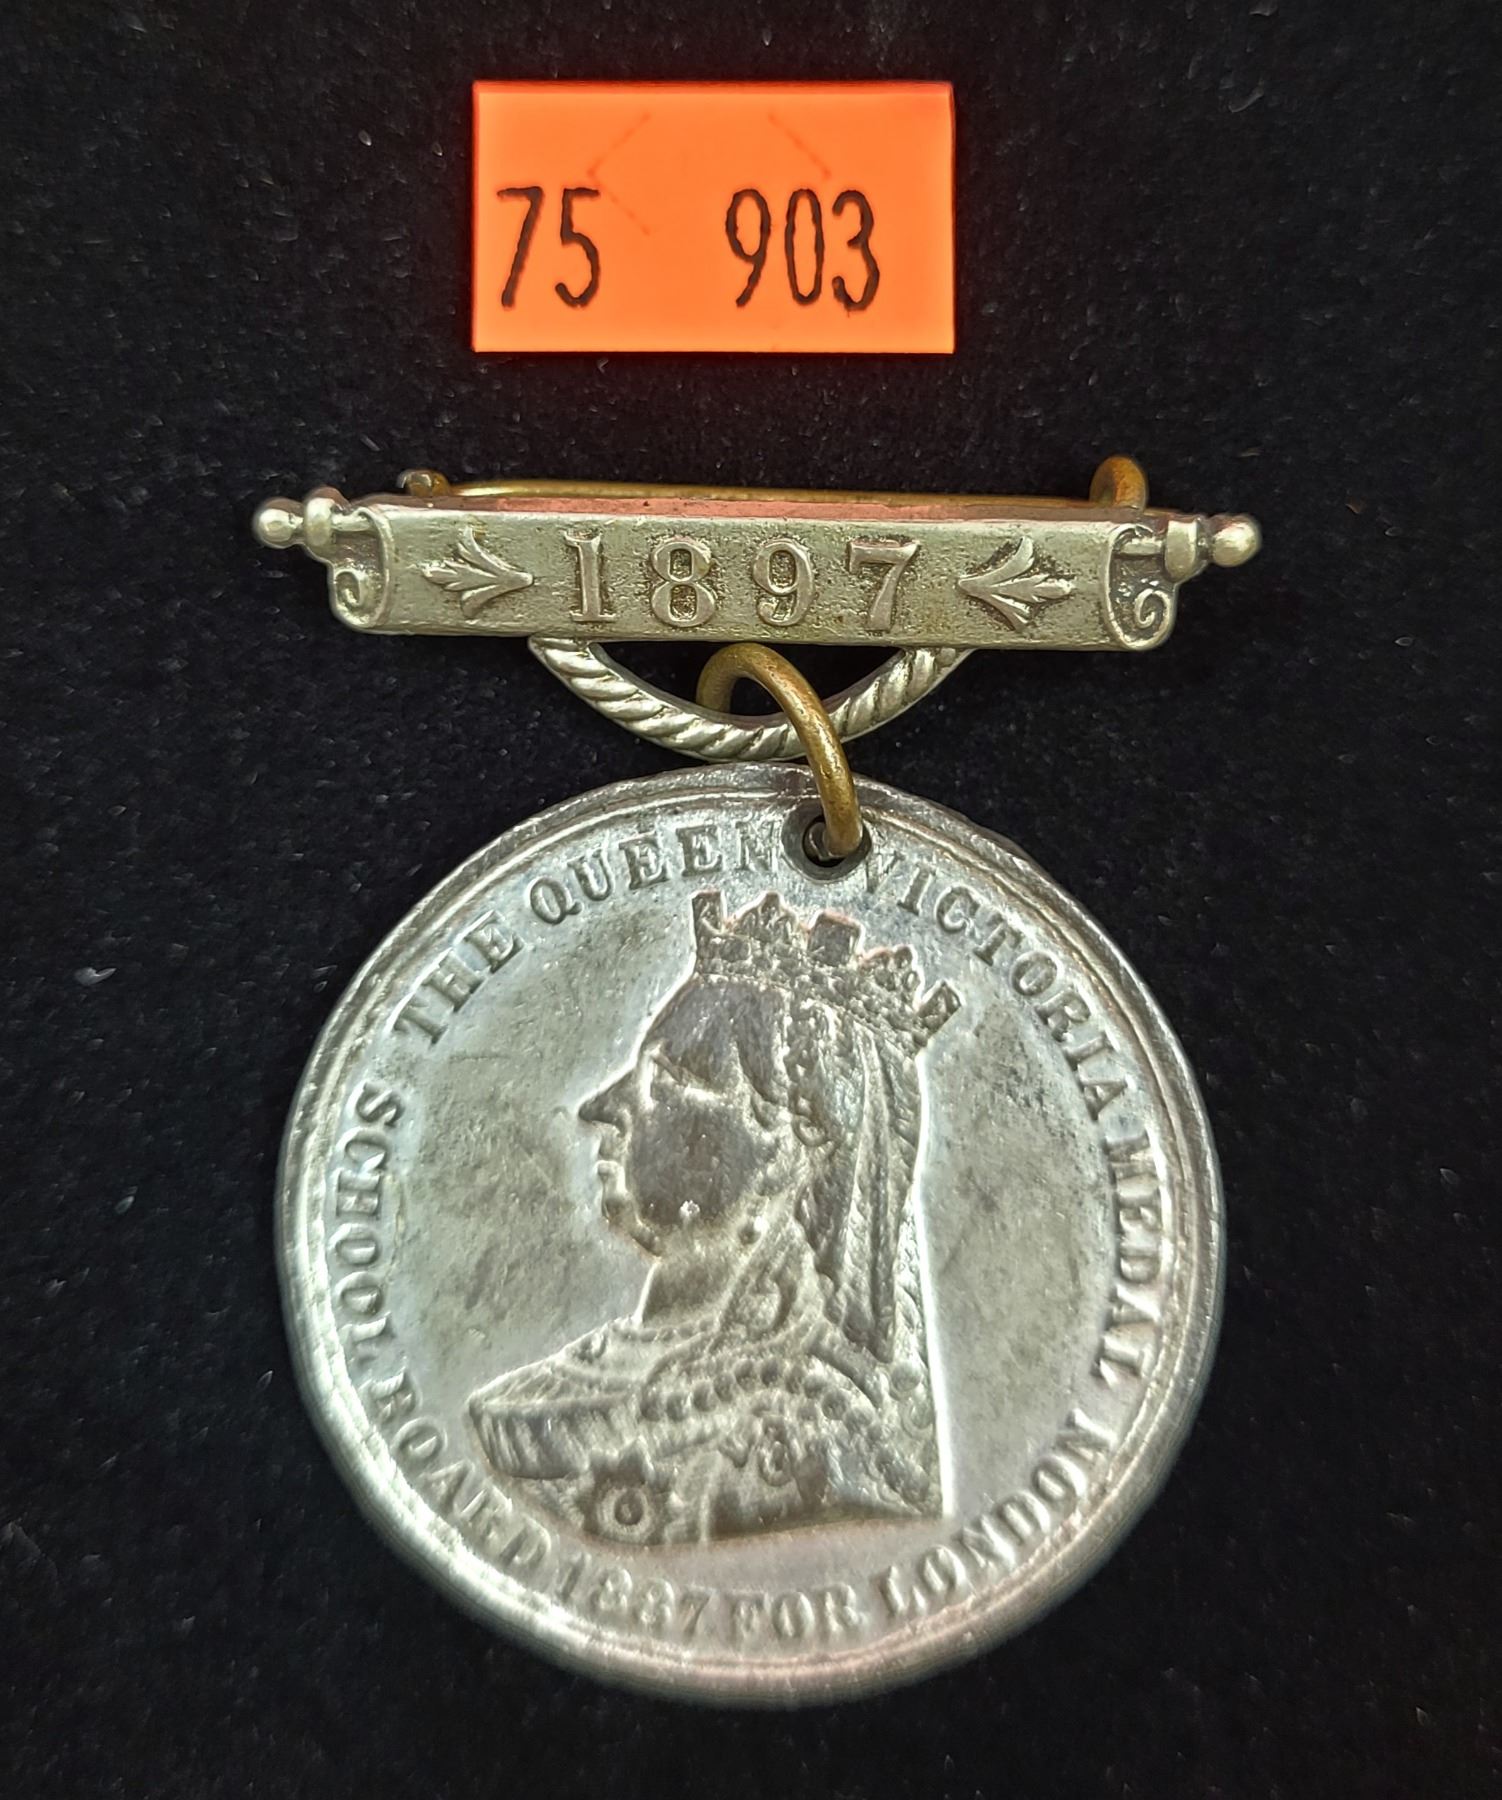 75 903
1897
THE QUEEN VICTORIA MEDAL
SCHOOL BOARD 1887 FOR LONDON